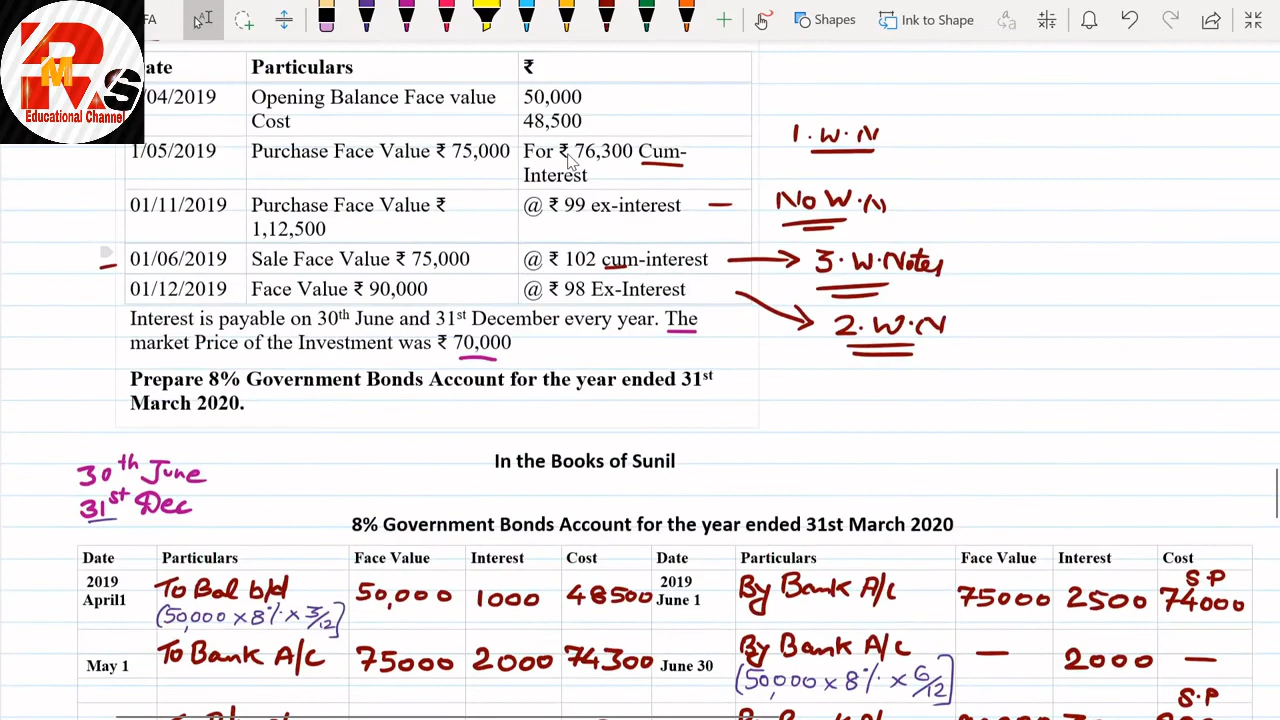 FA
Shapes
Ink to Shape
RMS
Educational Channel
ate Particulars ₹
/04/2019 Opening Balance Face value 50,000
Cost 48,500
1/05/2019 Purchase Face Value ₹ 75,000 For ₹ 76,300 Cum-
Interest
01/11/2019 Purchase Face Value ₹ @ ₹ 99 ex-interest
1,12,500
01/06/2019 Sale Face Value ₹ 75,000 @ ₹ 102 cum-interest
01/12/2019 Face Value ₹ 90,000 @ ₹ 98 Ex-Interest
1. W. N
No W. N
3. W. Notes
2. W. N
Interest is payable on 30th June and 31st December every year. The
market Price of the Investment was ₹ 70,000
Prepare 8% Government Bonds Account for the year ended 31st
March 2020.
30th June
31st Dec
In the Books of Sunil
8% Government Bonds Account for the year ended 31st March 2020
Date Particulars Face Value Interest Cost Date Particulars Face Value Interest Cost
2019 To Bal b/d 50,000 1000 48500 2019 By Bank A/c 75000 2500 S.P
April1 (50,000 x 8% x 3/12) June 1 74000
May 1 To Bank A/C 75000 2000 74300 June 30 By Bank A/c — 2000 —
(50,000 x 8% x 6/12)
S.P